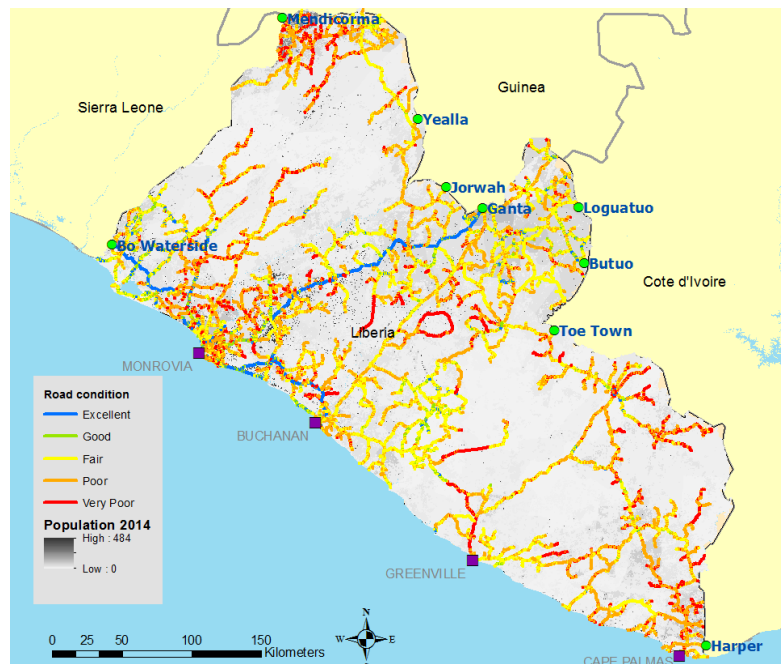 Mendicorma
Guinea
Sierra Leone
Yealla
Jorwah
Ganta
Loguatuo
Bo Waterside
Butuo
Cote d'Ivoire
Toe Town
Liberia
MONROVIA
Road condition
Excellent
Good
Fair
Poor
Very Poor
BUCHANAN
Population 2014
High : 484
Low : 0
GREENVILLE
N
W E
S
0 25 50 100 150
Kilometers
Harper
CAPE PALMAS